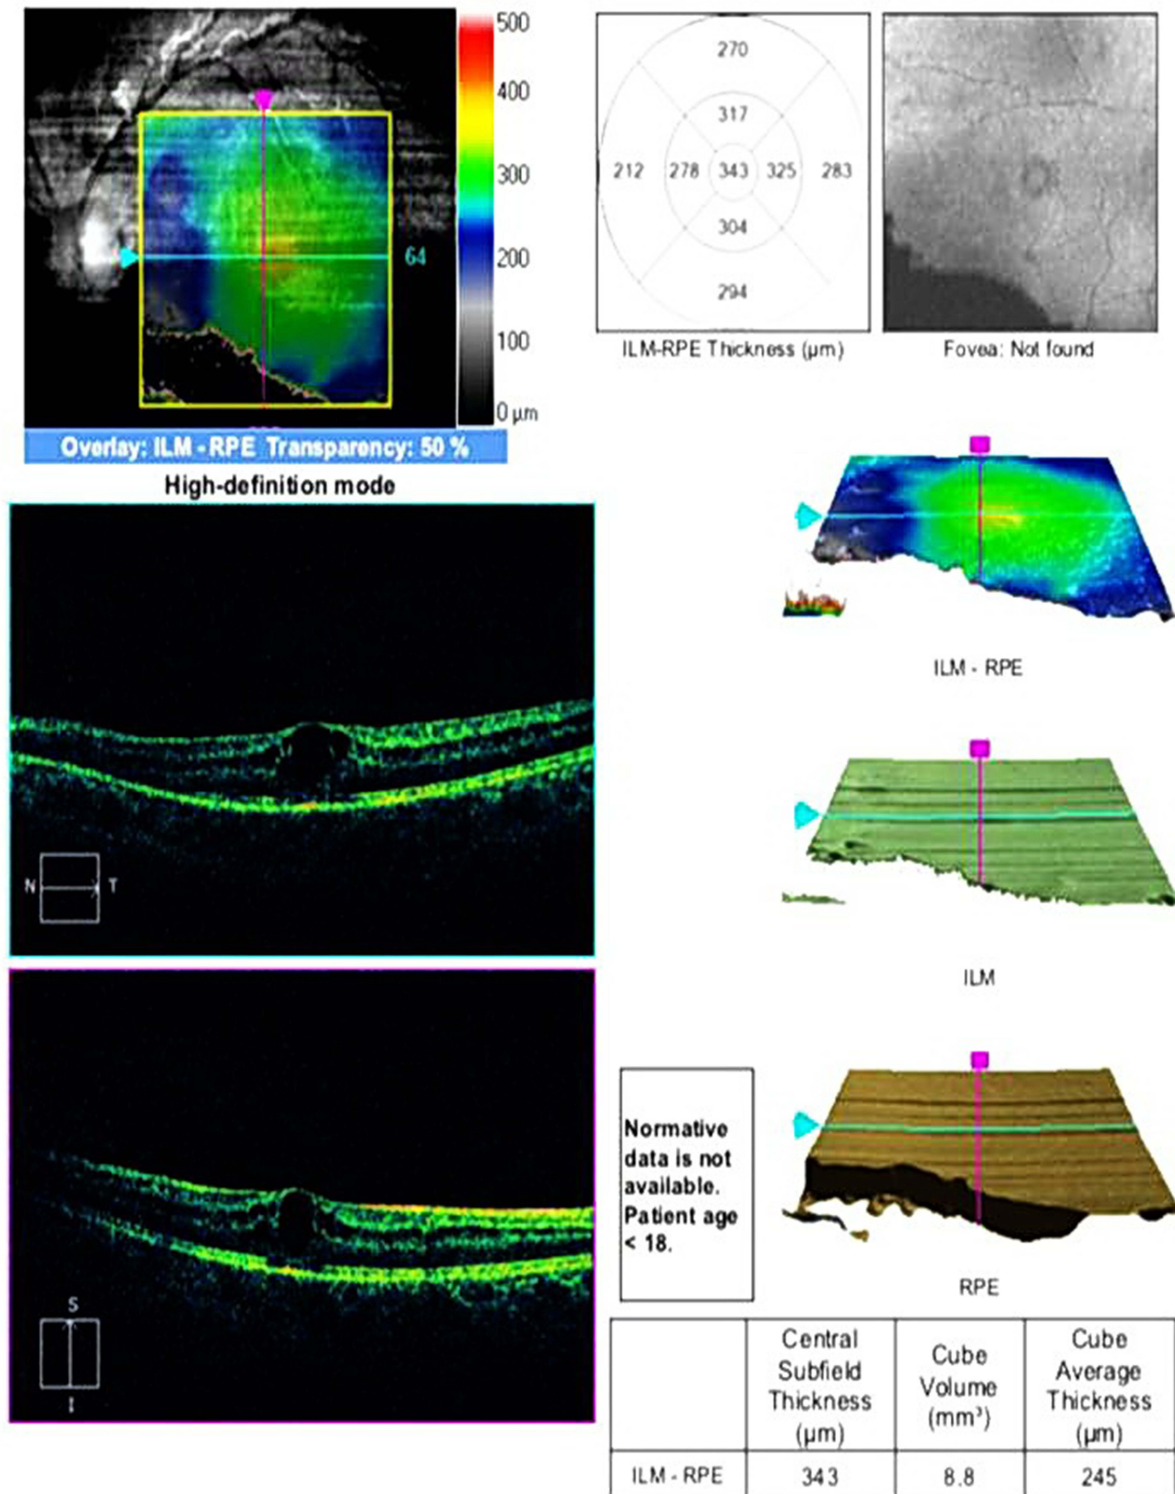 500
400
300
200
100
0 µm
64
Overlay: ILM - RPE Transparency: 50 %
270
317
212 278 343 325 283
304
294
ILM-RPE Thickness (µm)
Fovea: Not found
High-definition mode
N T
ILM - RPE
ILM
S
I
Normative
data is not
available.
Patient age
< 18.
RPE
Central
Subfield
Thickness
(µm)
Cube
Volume
(mm³)
Cube
Average
Thickness
(µm)
ILM - RPE 343 8.8 245